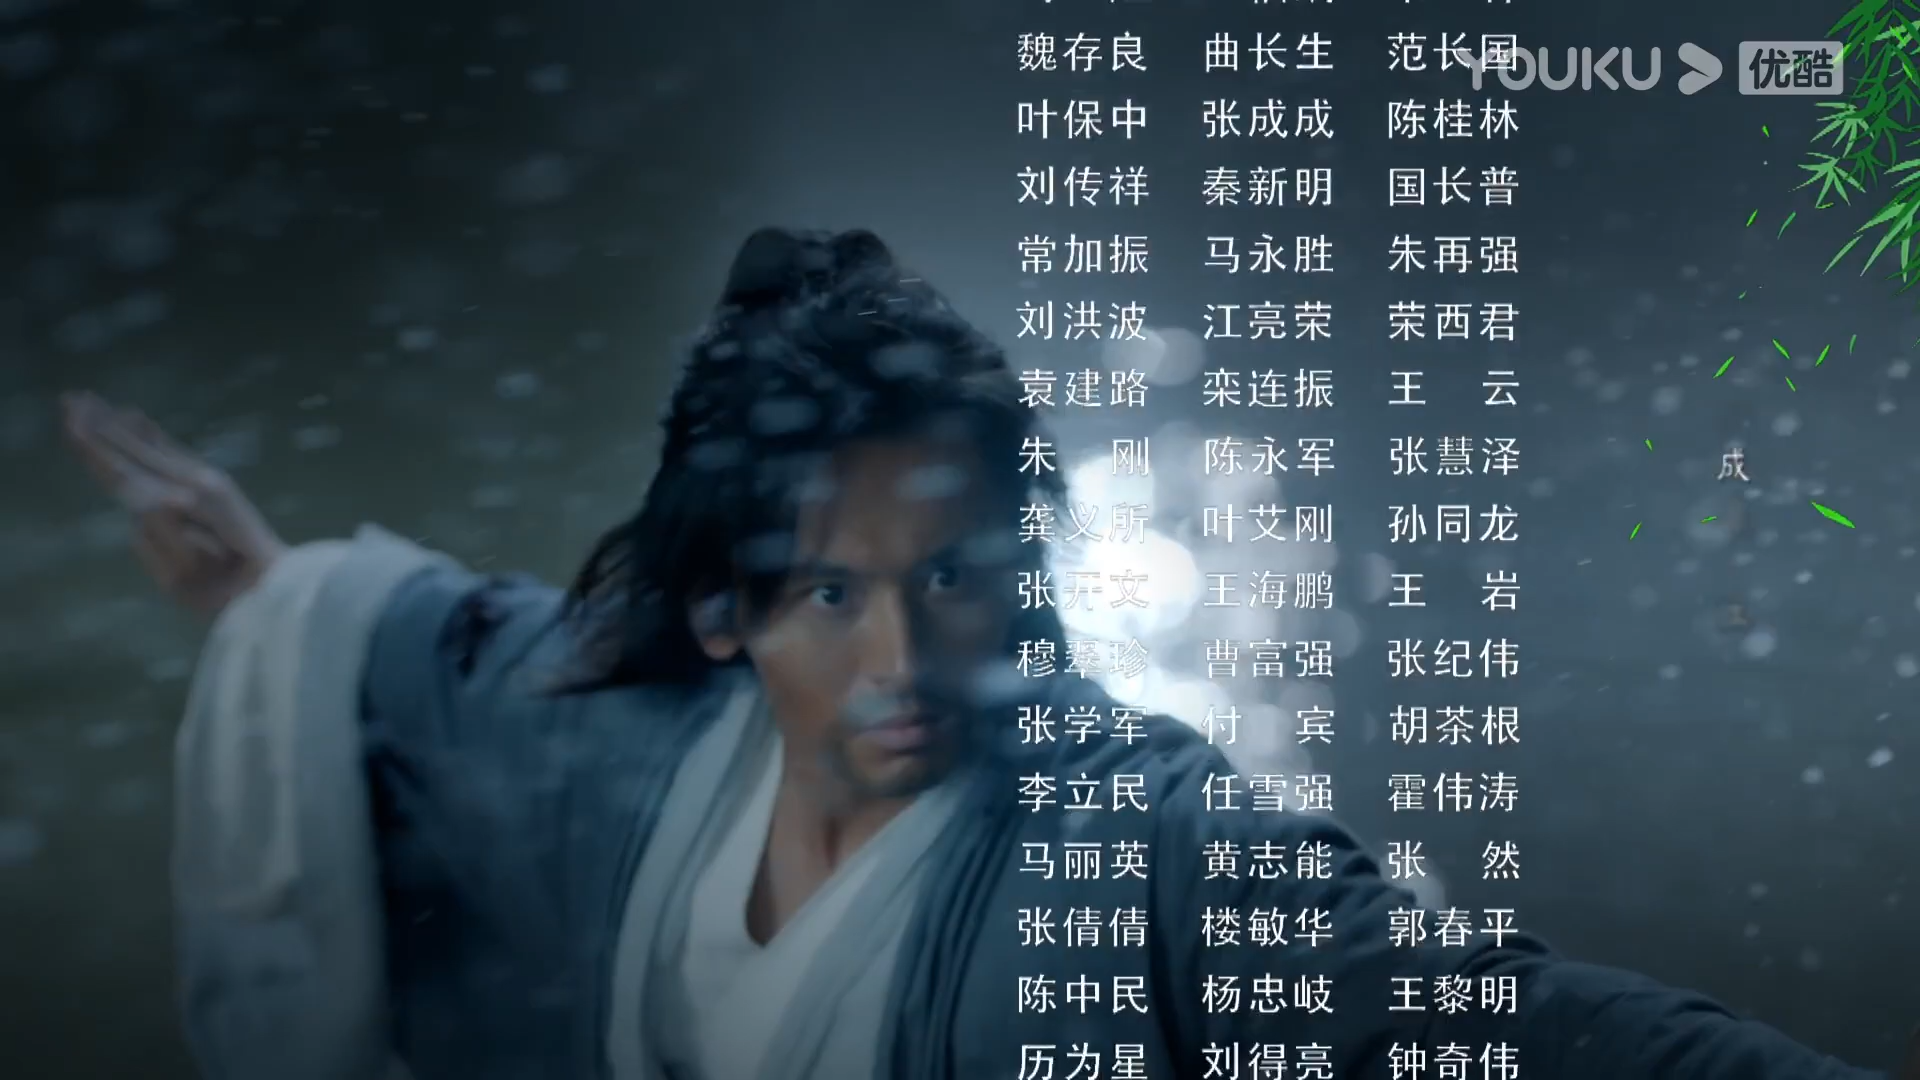 YOUKU 优酷
魏存良 曲长生 范长国
叶保中 张成成 陈桂林
刘传祥 秦新明 国长普
常加振 马永胜 朱再强
刘洪波 江亮荣 荣西君
袁建路 栾连振 王 云
朱 刚 陈永军 张慧泽
龚义所 叶艾刚 孙同龙
张开文 王海鹏 王 岩
穆翠珍 曹富强 张纪伟
张学军 付 宾 胡茶根
李立民 任雪强 霍伟涛
马丽英 黄志能 张 然
张倩倩 楼敏华 郭春平
陈中民 杨忠岐 王黎明
历为星 刘得亮 钟奇伟
成